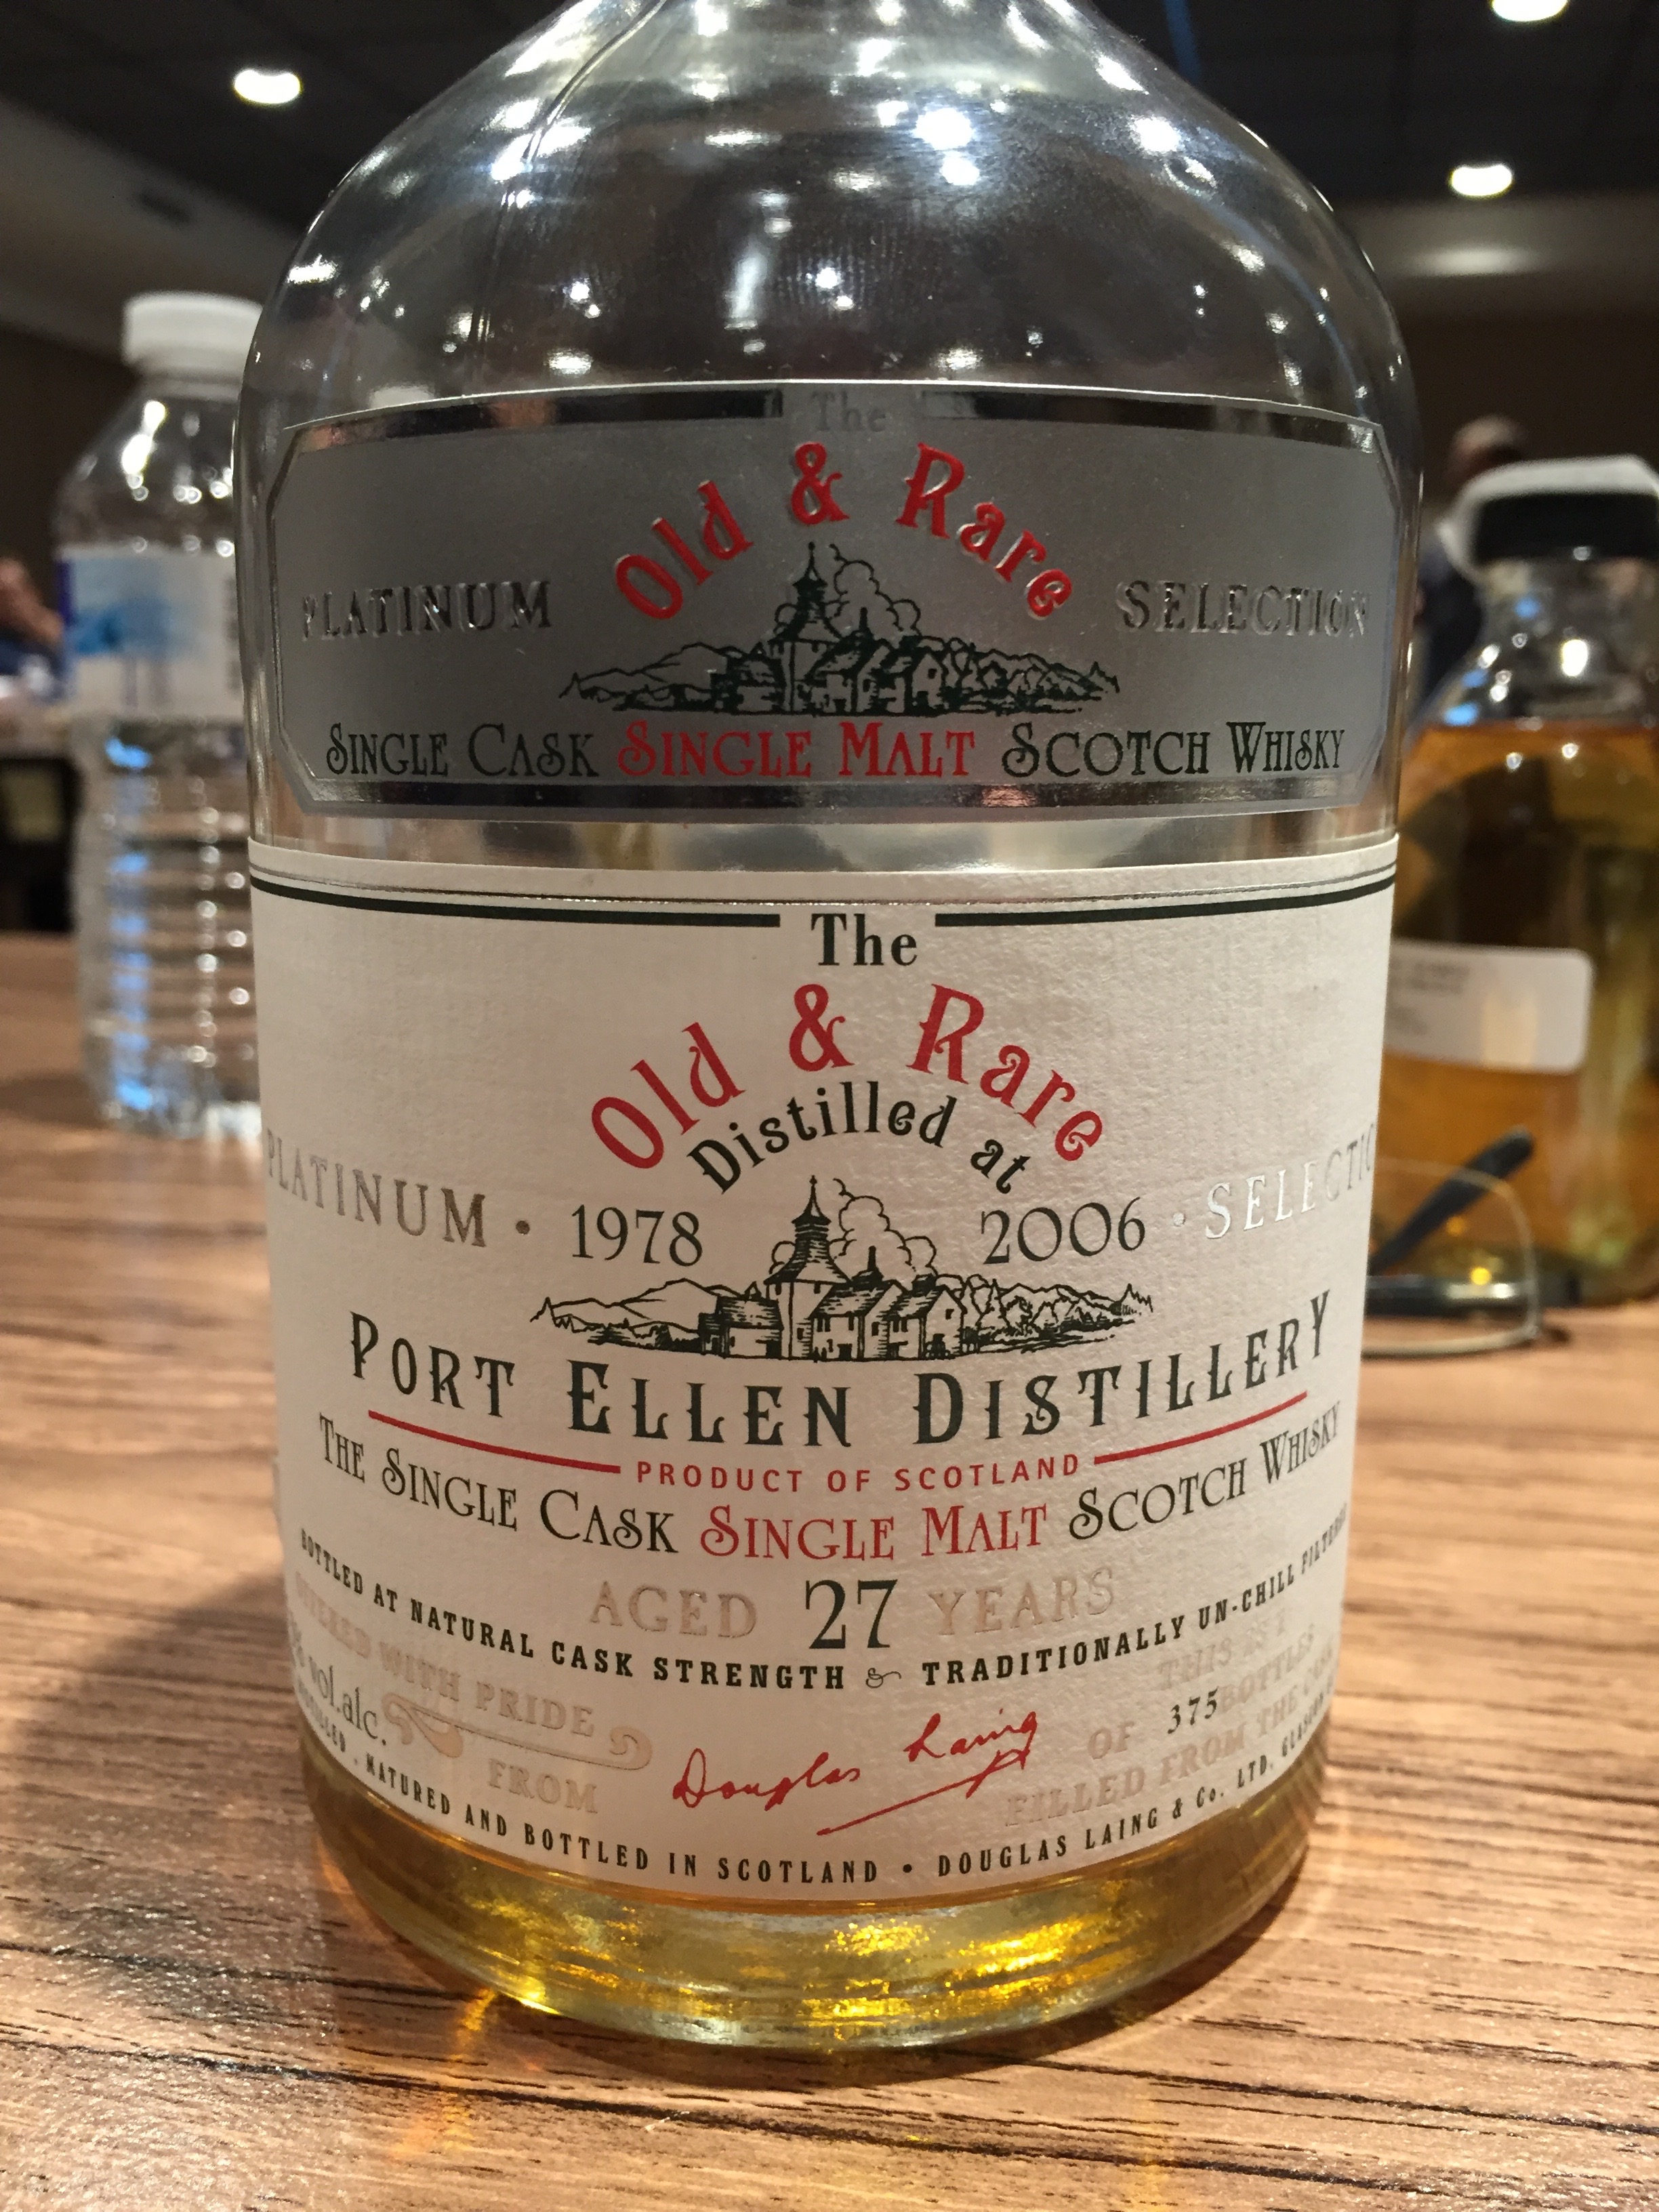 The
Old & Rare
PLATINUM SELECTION
SINGLE CASK SINGLE MALT SCOTCH WHISKY
The
Old & Rare
Distilled at
PLATINUM • 1978 2006 • SELECTIO
PORT ELLEN DISTILLERY
PRODUCT OF SCOTLAND
THE SINGLE CASK SINGLE MALT SCOTCH WHISKY
AGED 27 YEARS
BOTTLED AT NATURAL CASK STRENGTH & TRADITIONALLY UN-CHILL FILTERED
WITH PRIDE
FROM
vol.alc.
Douglas Laing
THIS IS
OF 375 BOTTLES
FILLED FROM THE
MATURED AND BOTTLED IN SCOTLAND • DOUGLAS LAING & Co. LTD.